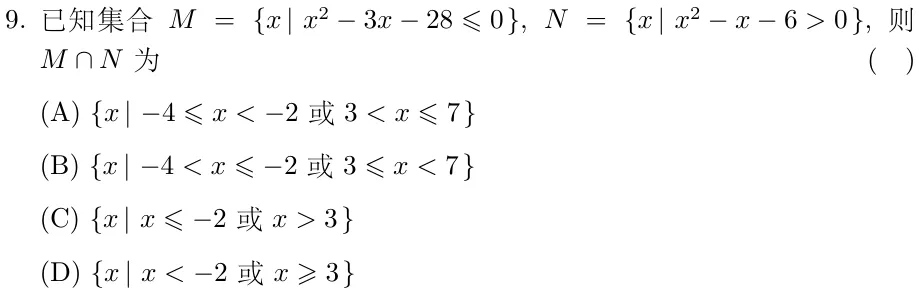 9. 已知集合 M = {x | x² − 3x − 28 ⩽ 0}, N = {x | x² − x − 6 > 0}, 则
M ∩ N 为 ( )
(A) {x | −4 ⩽ x < −2 或 3 < x ⩽ 7}
(B) {x | −4 < x ⩽ −2 或 3 ⩽ x < 7}
(C) {x | x ⩽ −2 或 x > 3}
(D) {x | x < −2 或 x ⩾ 3}